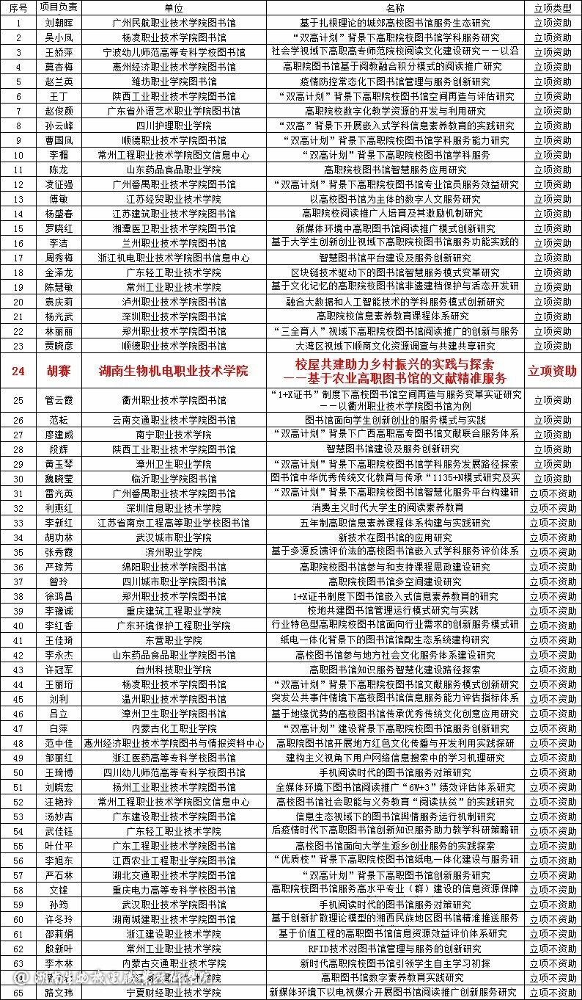 序号 项目负责 单位 名称 立项类型
1 刘朝晖 广州民航职业技术学院图书馆 基于扎根理论的城郊高校图书馆服务生态研究 立项资助
2 吴小凤 杨凌职业技术学院图书馆 “双高计划”背景下高职院校图书馆学科服务研究 立项资助
3 王娇萍 宁波幼儿师范高等专科学校图书馆 社会学视域下高职高专师范院校阅读文化建设研究——以沿 立项资助
4 莫杏梅 惠州经济职业技术学院图书馆 高职院图书馆基于阅教融合积分模式的阅读推广研究 立项资助
5 赵兰英 潍坊职业学院图书馆 疫情防控常态化下图书馆管理与服务创新研究 立项资助
6 王丁 陕西工业职业技术学院图书馆 “双高计划”背景下高职院校图书馆空间再造与评估研究 立项资助
7 赵俊颜 广东省外语艺术职业学院图书馆 高职院校数字化教学资源的开发与利用研究 立项资助
8 孙云峰 四川护理职业学院 “双高”背景下开展嵌入式学科信息素养教育的实践研究 立项资助
9 曹国凤 顺德职业技术学院图书馆 “双高计划”背景下高职院校图书馆学科服务能力研究 立项资助
10 李楣 常州工程职业技术学院图文信息中心 “双高计划”背景下高职院校图书馆学科服务 立项资助
11 陈龙 山东药品食品职业学院 高职院校图书馆智慧服务应用研究 立项资助
12 凌征强 广州番禺职业技术学院图书馆 “双高计划”背景下高职院校图书馆专业馆员服务效益研究 立项资助
13 傅敏 江苏经贸职业技术学院 以高校图书馆为主体的数字人文服务研究 立项资助
14 杨盛春 江苏建筑职业技术学院图书馆 高职院校阅读推广人培育及其激励机制研究 立项资助
15 罗晓红 湘潭医卫职业技术学院图书馆 新媒体环境中高职图书馆阅读推广模式创新研究 立项资助
16 李洁 兰州职业技术学院图书馆 基于大学生创新创业视域下高职院校图书馆服务功能实践的 立项资助
17 周秀梅 浙江机电职业技术学院图书信息中心 智慧图书馆平台建设及服务创新研究 立项资助
18 金泽龙 广东轻工职业技术学院 区块链技术驱动下的图书馆智慧服务模式变革研究 立项资助
19 陈慧敏 常州工业职业技术学院 基于文化记忆的高职院校图书馆非遗建档保护与活态开发研 立项资助
20 袁庆莉 泸州职业技术学院图书馆 融合大数据和人工智能技术的学科服务模式创新研究 立项资助
21 杨光武 深圳职业技术学院图书馆 高职院校信息素养教育课程体系研究 立项资助
22 林丽丽 郑州职业技术学院图书馆 “三全育人”视域下高职院校图书馆阅读推广的创新与服务 立项资助
23 贾晓彦 顺德职业技术学院图书馆 大湾区视域下顺商文化资源调查与共建共享研究 立项资助
24 胡赛 湖南生物机电职业技术学院 校屋共建助力乡村振兴的实践与探索
——基于农业高职图书馆的文献精准服务 立项资助
25 管云霞 衢州职业技术学院图书馆 “1+X证书”制度下高校图书馆空间再造与服务变革实证研究
——以衢州职业技术学院图书馆为例 立项资助
26 范耘 云南交通职业技术学院图书馆 图书馆面向学生创新创业的服务模式与实践 立项资助
27 廖建威 南宁职业技术学院 “双高计划”背景下广西高职高专图书馆文献联合服务体系 立项资助
28 段辉 陕西工业职业技术学院图书馆 智慧图书馆建设及服务创新研究 立项资助
29 黄玉琴 漳州卫生职业学院 “双高计划”背景下高职院校图书馆学科服务发展路径探索 立项资助
30 魏晓莹 临沂职业学院图书馆 图书馆中华优秀传统文化教育与传承“1135+N模式研究及实 立项资助
31 雷光英 广州番禺职业技术学院图书馆 “双高计划”背景下高职院校图书馆智慧化服务平台构建研 立项不资助
32 利燕红 深圳信息职业技术学院 消费主义时代大学生的阅读素养教育 立项不资助
33 李新红 江苏省南京工程高等职业学校图书馆 五年制高职信息素养课程体系构建与实践研究 立项不资助
34 胡功林 武汉城市职业学院 新技术在图书馆的应用研究 立项不资助
35 张秀霞 滨州职业学院 基于多源反馈评价法的高校图书馆嵌入式学科服务评价体系 立项不资助
36 严琼芳 绵阳职业技术学院图书馆 高职院校图书馆参与和支持课程思政建设研究 立项不资助
37 曾玲 四川城市职业学院图书馆 高职院校图书馆多空间建设研究 立项不资助
38 徐鸿昌 郑州职业技术学院图书馆 1+X证书制度下图书馆嵌入式信息素养教育的研究 立项不资助
39 李豫诚 重庆建筑工程职业学院 校地共建图书馆管理运行模式研究与实践 立项不资助
40 李红香 广东环境保护工程职业学院 行业特色型高职院校图书馆面向行业需求的创新服务模式研 立项不资助
41 王佳琦 东营职业学院 纸电一体化背景下的图书馆馆配生态系统建构研究 立项不资助
42 李永杰 山东药品食品职业学院图书馆 高校图书馆参与地方社会文化服务体系建设研究 立项不资助
43 许冠军 台州科技职业学院 高职图书馆知识服务智慧化建设路径探索 立项不资助
44 王丽珩 杨凌职业技术学院图书馆 “双高计划”背景下高职院校图书馆文献服务模式创新研究 立项不资助
45 刘利 温州职业技术学院图书馆 突发公共事件情境下高校图书馆信息服务能力评估指标体系 立项不资助
46 吕立 漳州卫生职业学院图书馆 基于地缘优势的高校图书馆传承优秀传统文化创意应用研究 立项不资助
47 白萍 内蒙古化工职业学院 “双高计划”建设背景下高职院校图书馆服务创新研究 立项不资助
48 范中佳 惠州经济职业技术学院图书与情报资料中心 高职院图书馆开展地方红色文化传播与开发利用实践探研 立项不资助
49 邹丽红 浙江医药高等专科学校图书馆 建构主义视角下用户网络信息搜索中的学习机理研究 立项不资助
50 王琦博 四川幼儿师范高等专科学校图书馆 手机阅读时代的图书馆服务对策研究 立项不资助
51 刘晓宏 扬州工业职业技术学院图书馆 全媒体环境下图书馆阅读推广“6W+3”绩效评估体系研究 立项不资助
52 汪艳玲 常州工程职业技术学院图文信息中心 高校图书馆社会职能与义务教育“阅读扶贫”的实践研究 立项不资助
53 汤妙吉 广东建设职业技术学院图书馆 信息生态视域下的图书馆舆情服务运行机制研究 立项不资助
54 武佳钰 广东轻工职业技术学院 后疫情时代下高职图书馆创新知识服务助力教学科研策略研 立项不资助
55 叶仕平 广东工程职业技术学院图书馆 高校图书馆面向大学生返乡创业服务的实践探索 立项不资助
56 李旭东 江西农业工程职业学院图书馆 “优质校”背景下高职院校图书馆纸电一体化建设与服务研 立项不资助
57 严石林 湖北交通职业技术学院图书馆 “双高计划”背景下高职图书馆创新服务研究 立项不资助
58 文锋 重庆电力高等专科学校图书馆 高职院校图书馆服务高水平专业（群）建设的信息资源保障 立项不资助
59 孙筠 武汉职业技术学院图书馆 手机阅读时代的图书馆服务对策研究 立项不资助
60 许冬玲 湖南城建职业技术学院图书馆 基于创新扩散理论模型的湘西民族地区图书馆精准推送服务 立项不资助
61 邵莉娟 浙江建设职业技术学院 基于价值工程的高职图书馆信息资源效益评价体系研究 立项不资助
62 殷新叶 常州工业职业技术学院 RFID技术对图书馆管理与服务的创新研究 立项不资助
63 李木林 内蒙古交通职业学院 新时代高职院校图书馆引领学生自主学习初探 立项不资助
64 高职图书馆数字素养教育实践研究 立项不资助
65 路文玮 宁夏财经职业技术学院 新媒体环境下以电视媒介开展图书馆阅读推广创新服务研究 立项不资助